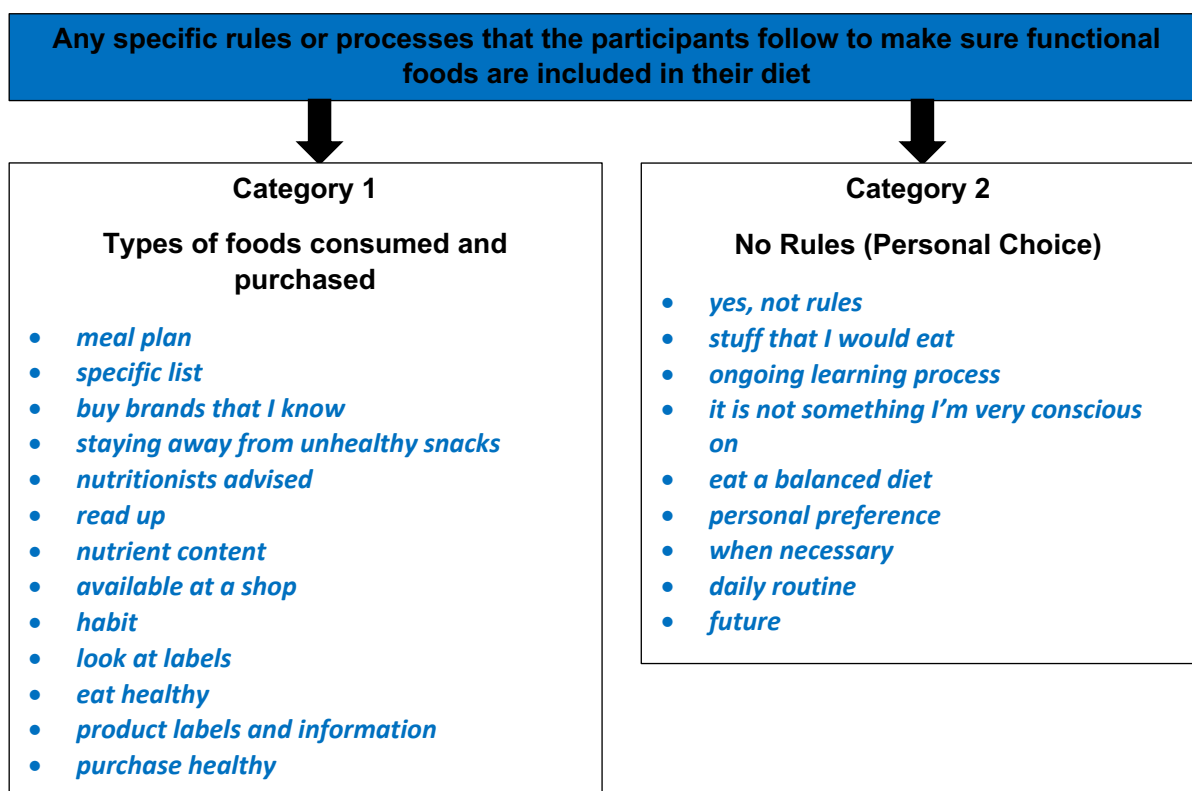 Any specific rules or processes that the participants follow to make sure functional
foods are included in their diet
Category 1
Types of foods consumed and
purchased
• meal plan
• specific list
• buy brands that I know
• staying away from unhealthy snacks
• nutritionists advised
• read up
• nutrient content
• available at a shop
• habit
• look at labels
• eat healthy
• product labels and information
• purchase healthy
Category 2
No Rules (Personal Choice)
• yes, not rules
• stuff that I would eat
• ongoing learning process
• it is not something I’m very conscious
on
• eat a balanced diet
• personal preference
• when necessary
• daily routine
• future